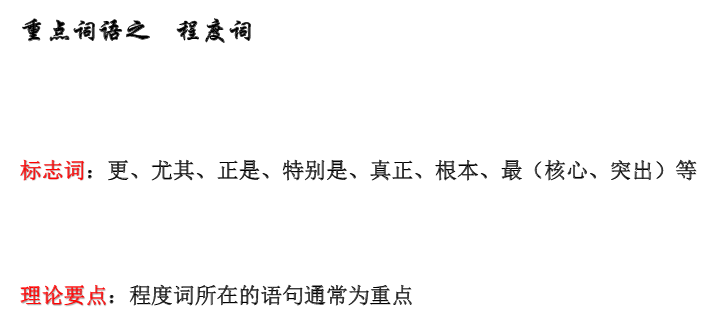 重点词语之 程度词
标志词：更、尤其、正是、特别是、真正、根本、最（核心、突出）等
理论要点：程度词所在的语句通常为重点